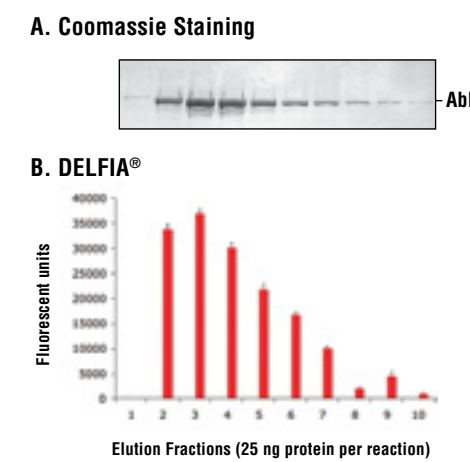 A. Coomassie Staining
Abl
B. DELFIA®
Fluorescent units
40000
35000
30000
25000
20000
15000
10000
5000
0
1 2 3 4 5 6 7 8 9 10
Elution Fractions (25 ng protein per reaction)